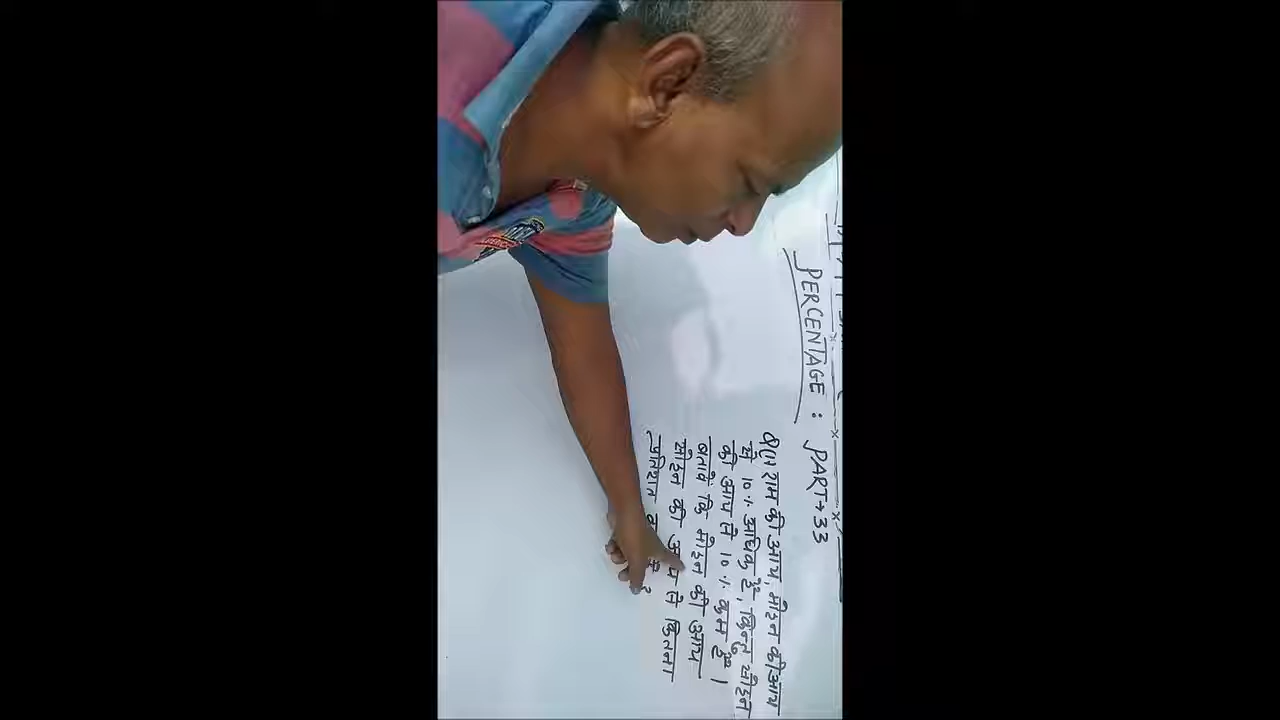 PERCENTAGE : PART → 33
Q(1) राम की आय, मोहन की आय
से 10% अधिक है, किन्तु सोहन
की आय से 10% कम है।
बतावें कि मोहन की आय
सोहन की आय से कितना
प्रतिशत है ?